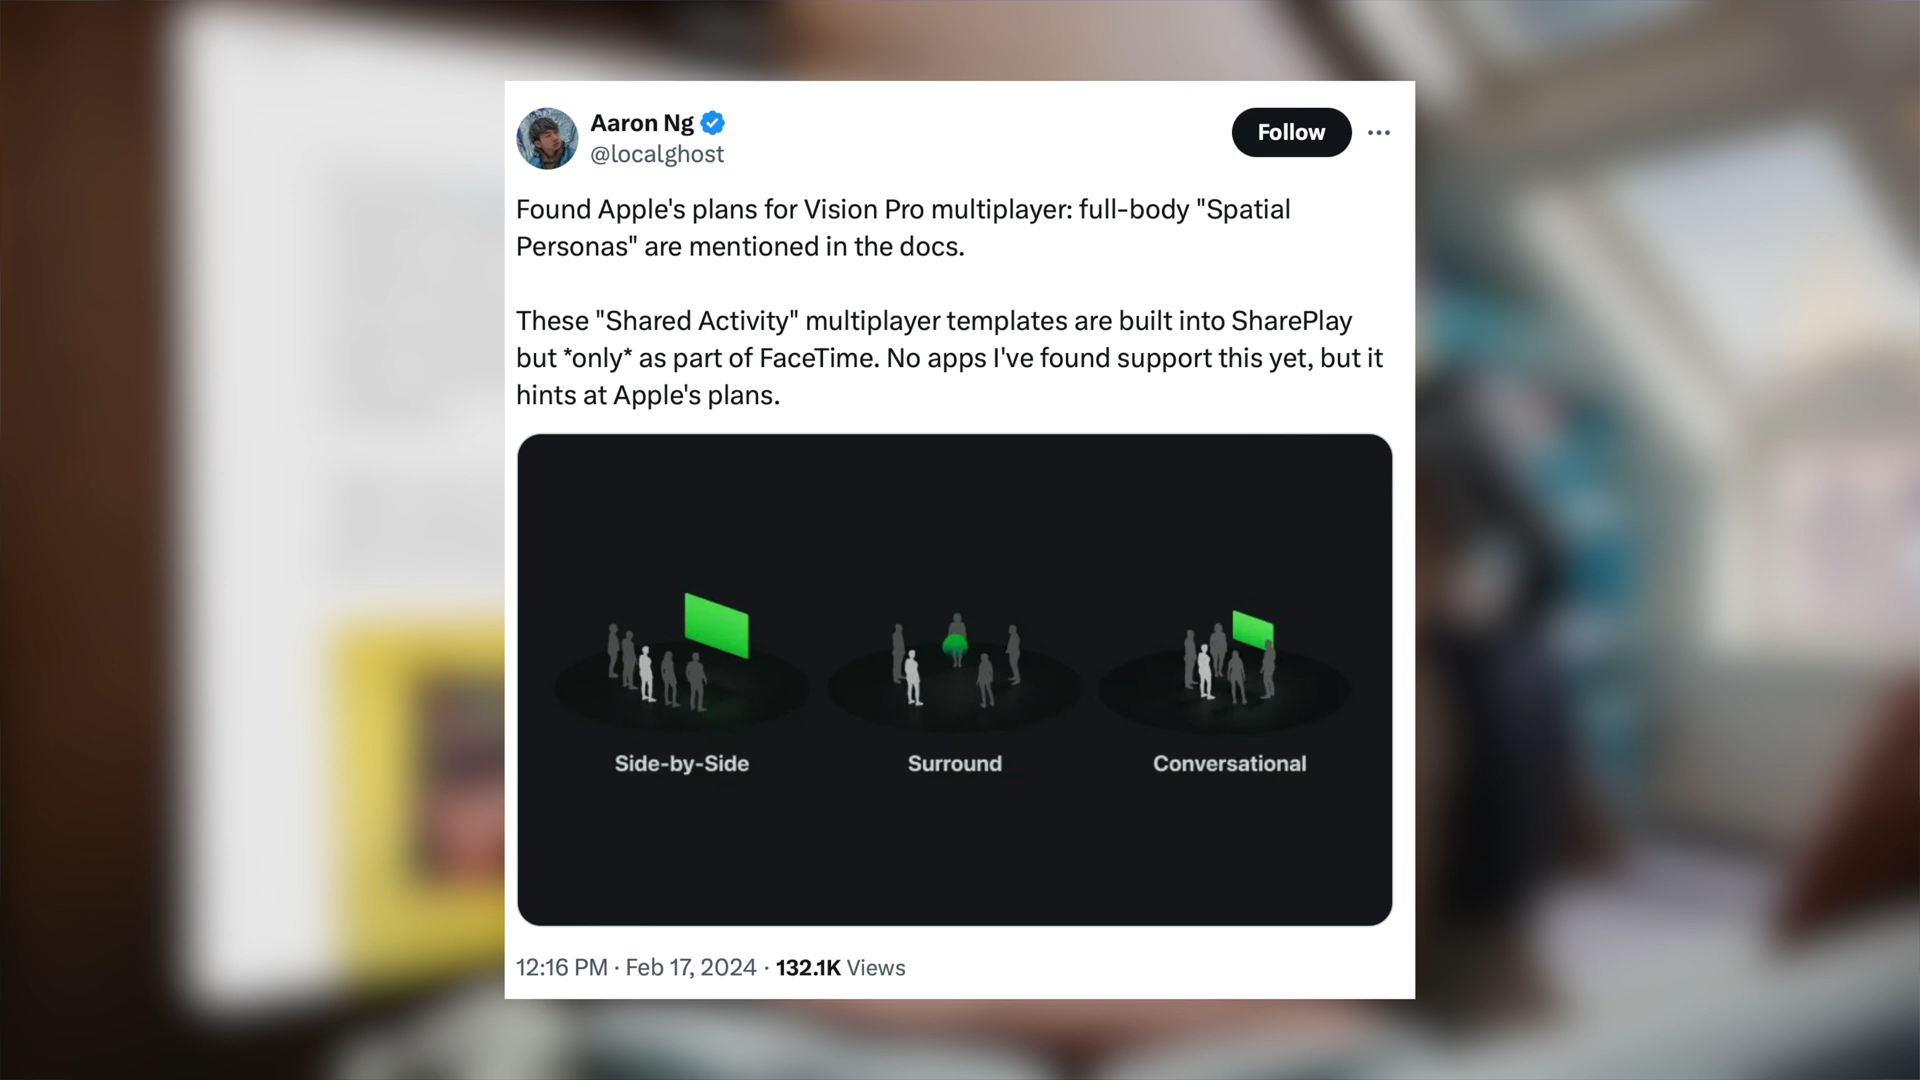 Aaron Ng
@localghost
Follow
Found Apple's plans for Vision Pro multiplayer: full-body "Spatial
Personas" are mentioned in the docs.
These "Shared Activity" multiplayer templates are built into SharePlay
but *only* as part of FaceTime. No apps I've found support this yet, but it
hints at Apple's plans.
Side-by-Side
Surround
Conversational
12:16 PM · Feb 17, 2024 · 132.1K Views